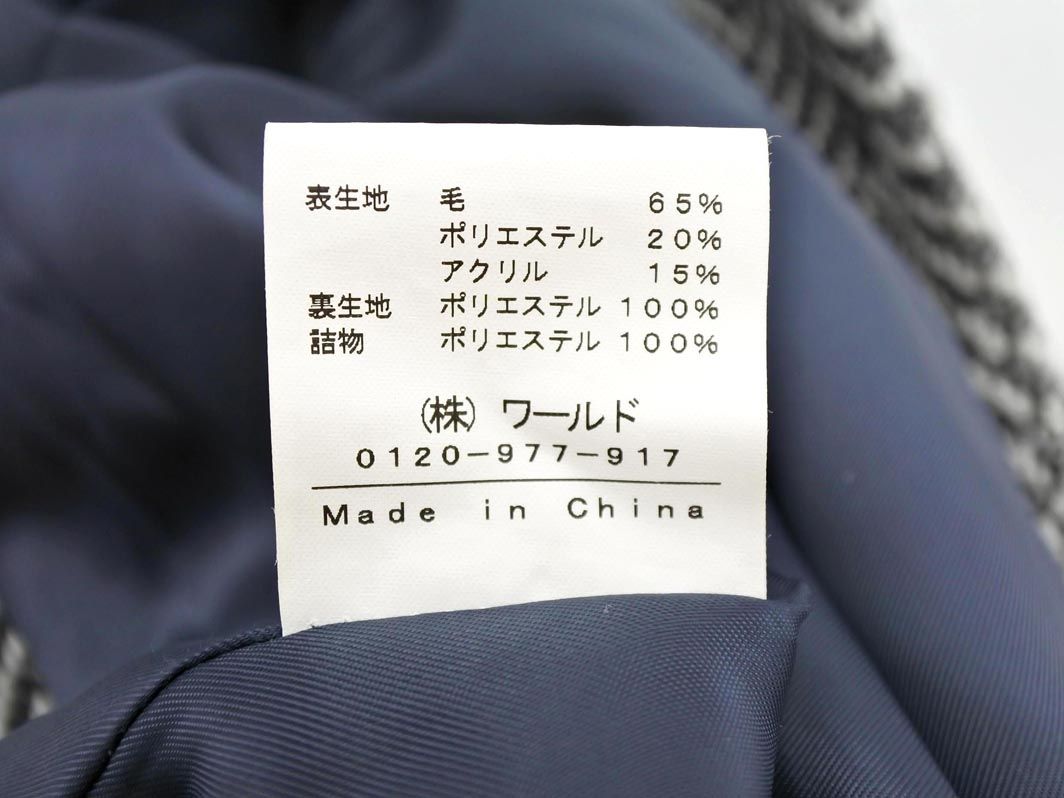 表生地 毛 65%
ポリエステル 20%
アクリル 15%
裏生地 ポリエステル 100%
詰物 ポリエステル 100%
(株) ワールド
0120-977-917
Made in China